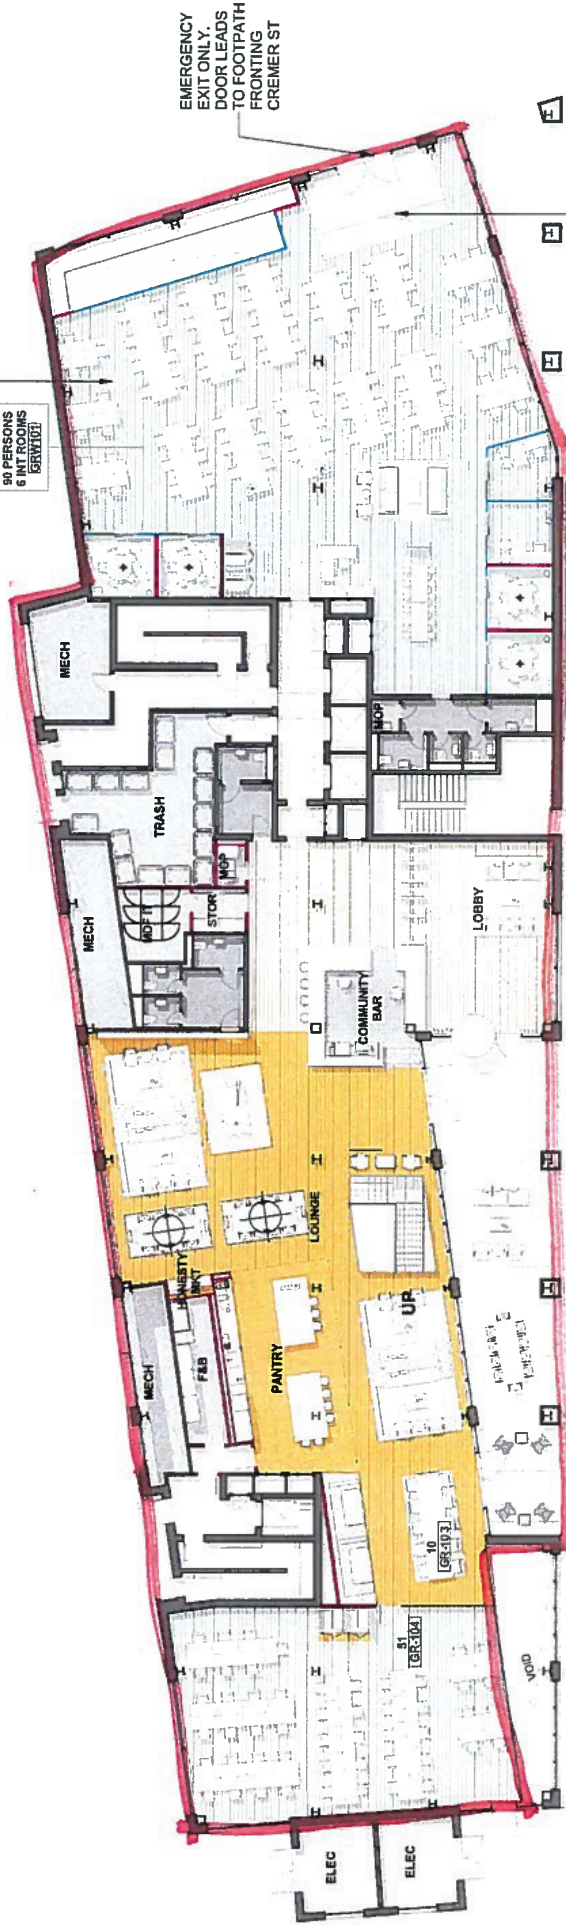 EMERGENCY
EXIT ONLY.
DOOR LEADS
TO FOOTPATH
FRONTING
CREMER ST
90 PERSONS
6 INT ROOMS
GRW101
MECH
TRASH
MOP
MECH
MDF IT
STOR
MOP
LOBBY
COMMUNITY
BAR
LOUNGE
HONESTY
MKT
MECH
F&B
PANTRY
UP
10
GR-103
51
GR-104
VOID
ELEC
ELEC